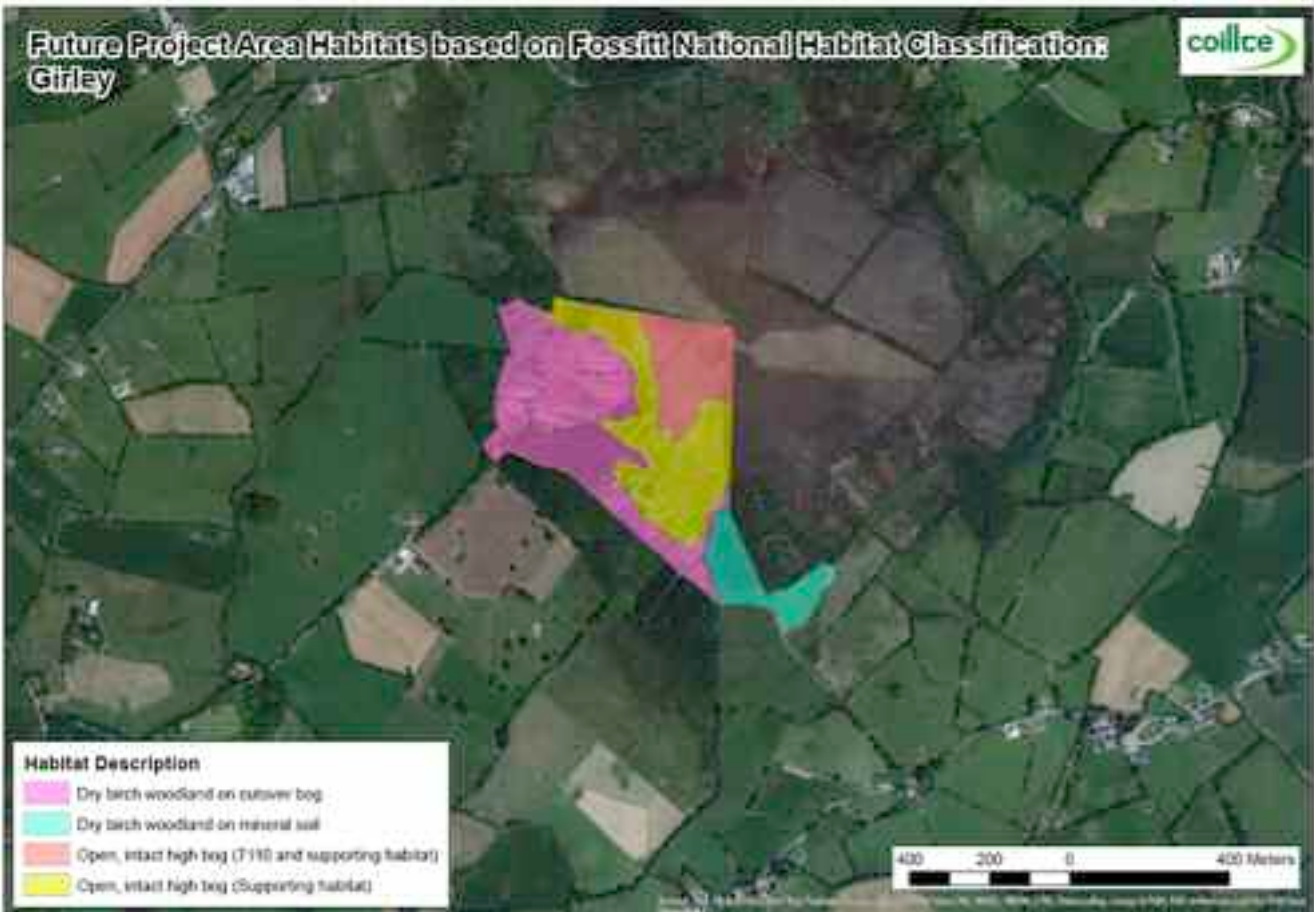 Future Project Area Habitats based on Fossitt National Habitat Classification:
Girley
coillte
Habitat Description
Dry birch woodland on cutover bog
Dry birch woodland on mineral soil
Open, intact high bog (7110 and supporting habitat)
Open, intact high bog (Supporting habitat)
400 200 0 400 Meters